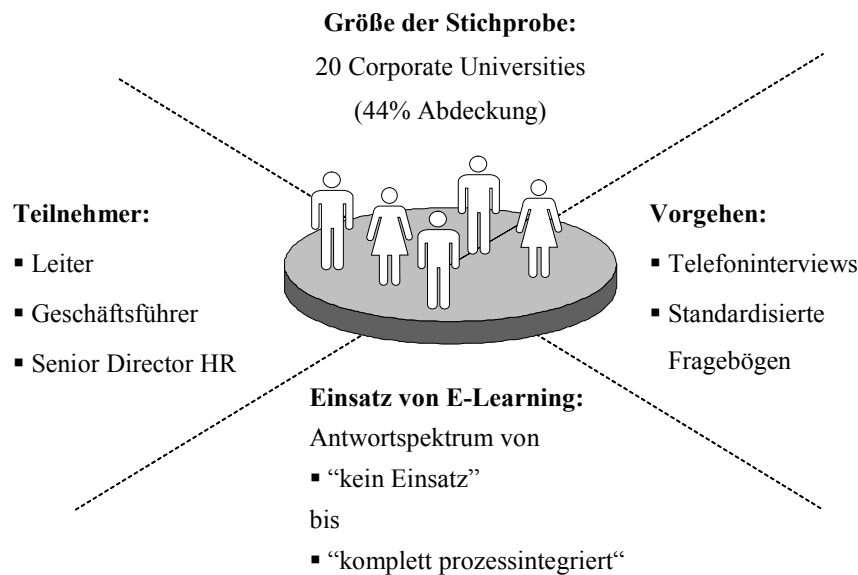 Größe der Stichprobe:
20 Corporate Universities
(44% Abdeckung)
Teilnehmer:
▪ Leiter
▪ Geschäftsführer
▪ Senior Director HR
Vorgehen:
▪ Telefoninterviews
▪ Standardisierte
Fragebögen
Einsatz von E-Learning:
Antwortspektrum von
▪ “kein Einsatz”
bis
▪ “komplett prozessintegriert“